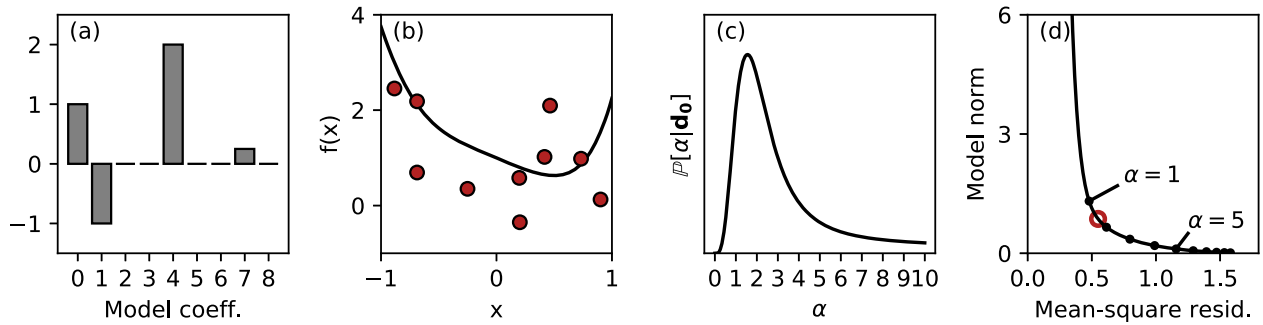 (a)
2
1
0
−1
0 1 2 3 4 5 6 7 8
Model coeff.
(b)
f(x)
4
2
0
−1 0 1
x
(c)
ℙ[α|d₀]
0 1 2 3 4 5 6 7 8 9 10
α
(d)
Model norm
6
3
0
α = 1
α = 5
0.0 0.5 1.0 1.5
Mean-square resid.